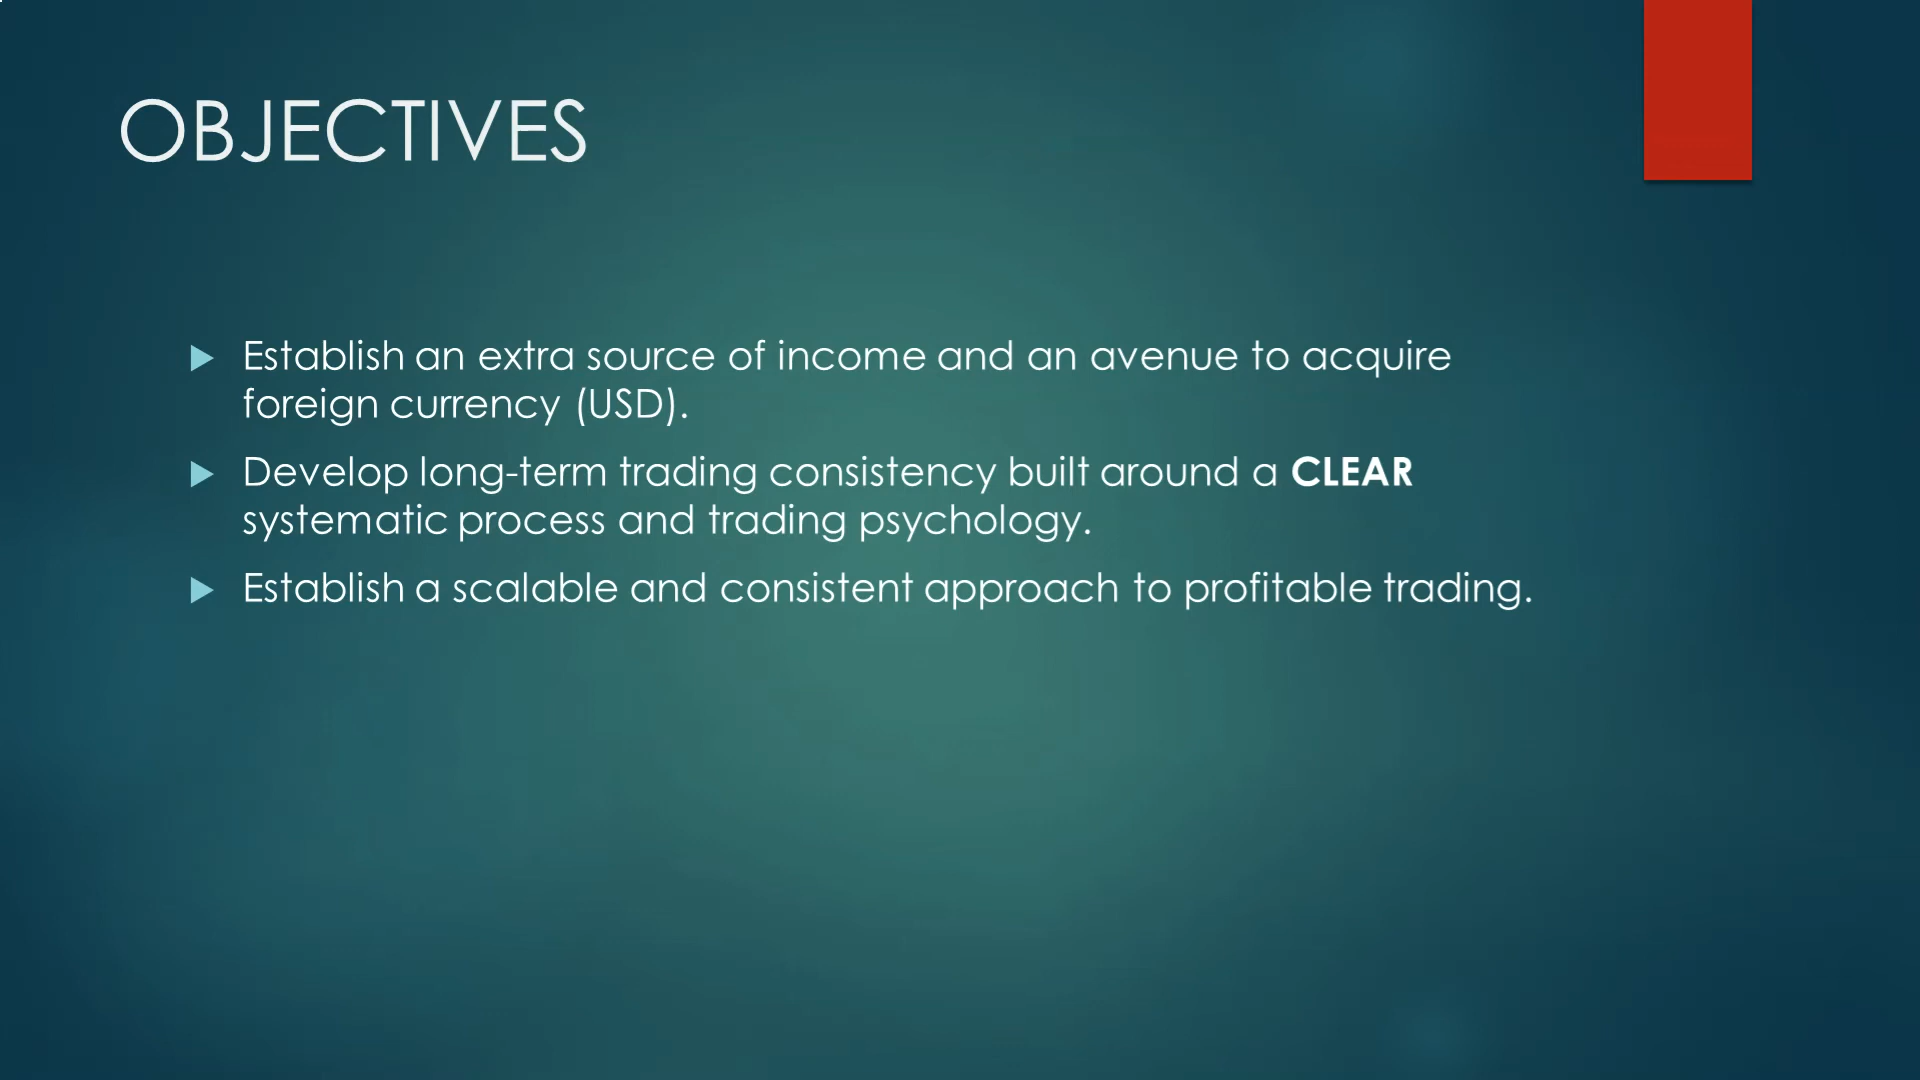 OBJECTIVES
Establish an extra source of income and an avenue to acquire
foreign currency (USD).
Develop long-term trading consistency built around a CLEAR
systematic process and trading psychology.
Establish a scalable and consistent approach to profitable trading.